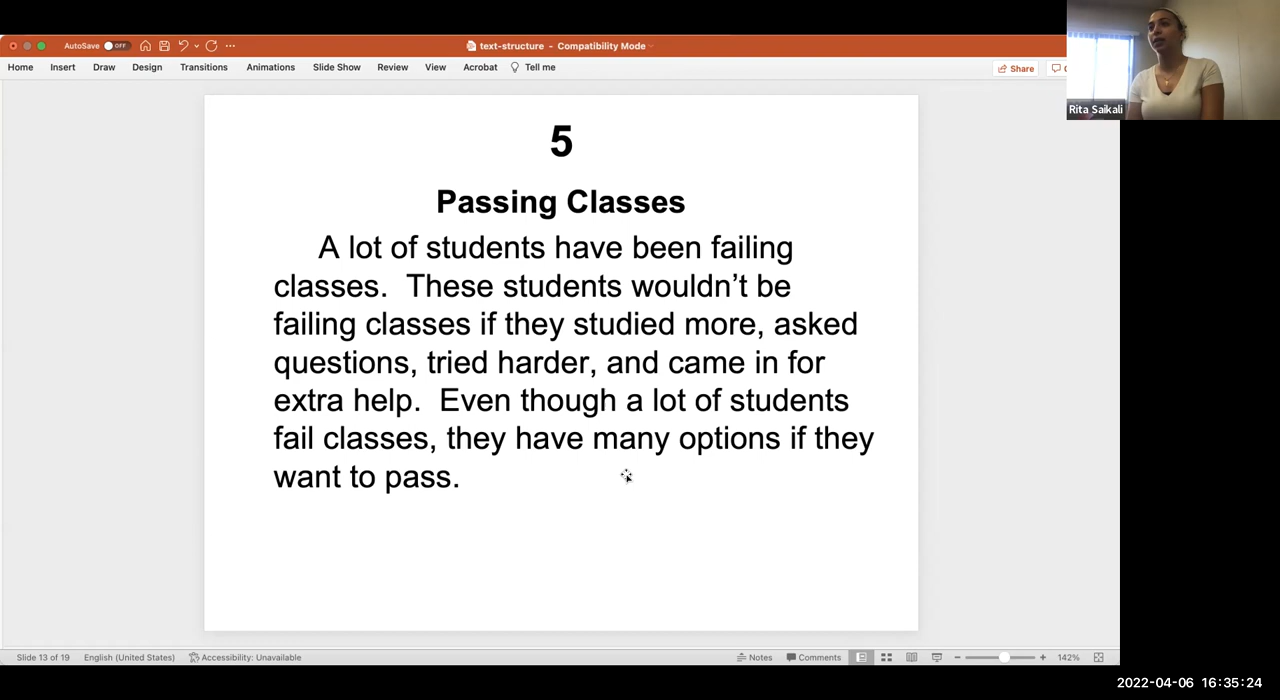 AutoSave OFF
text-structure - Compatibility Mode
Home Insert Draw Design Transitions Animations Slide Show Review View Acrobat Tell me
Share
Rita Saikali
5
Passing Classes
A lot of students have been failing
classes. These students wouldn’t be
failing classes if they studied more, asked
questions, tried harder, and came in for
extra help. Even though a lot of students
fail classes, they have many options if they
want to pass.
Slide 13 of 19 English (United States) Accessibility: Unavailable Notes Comments 142%
2022-04-06 16:35:24